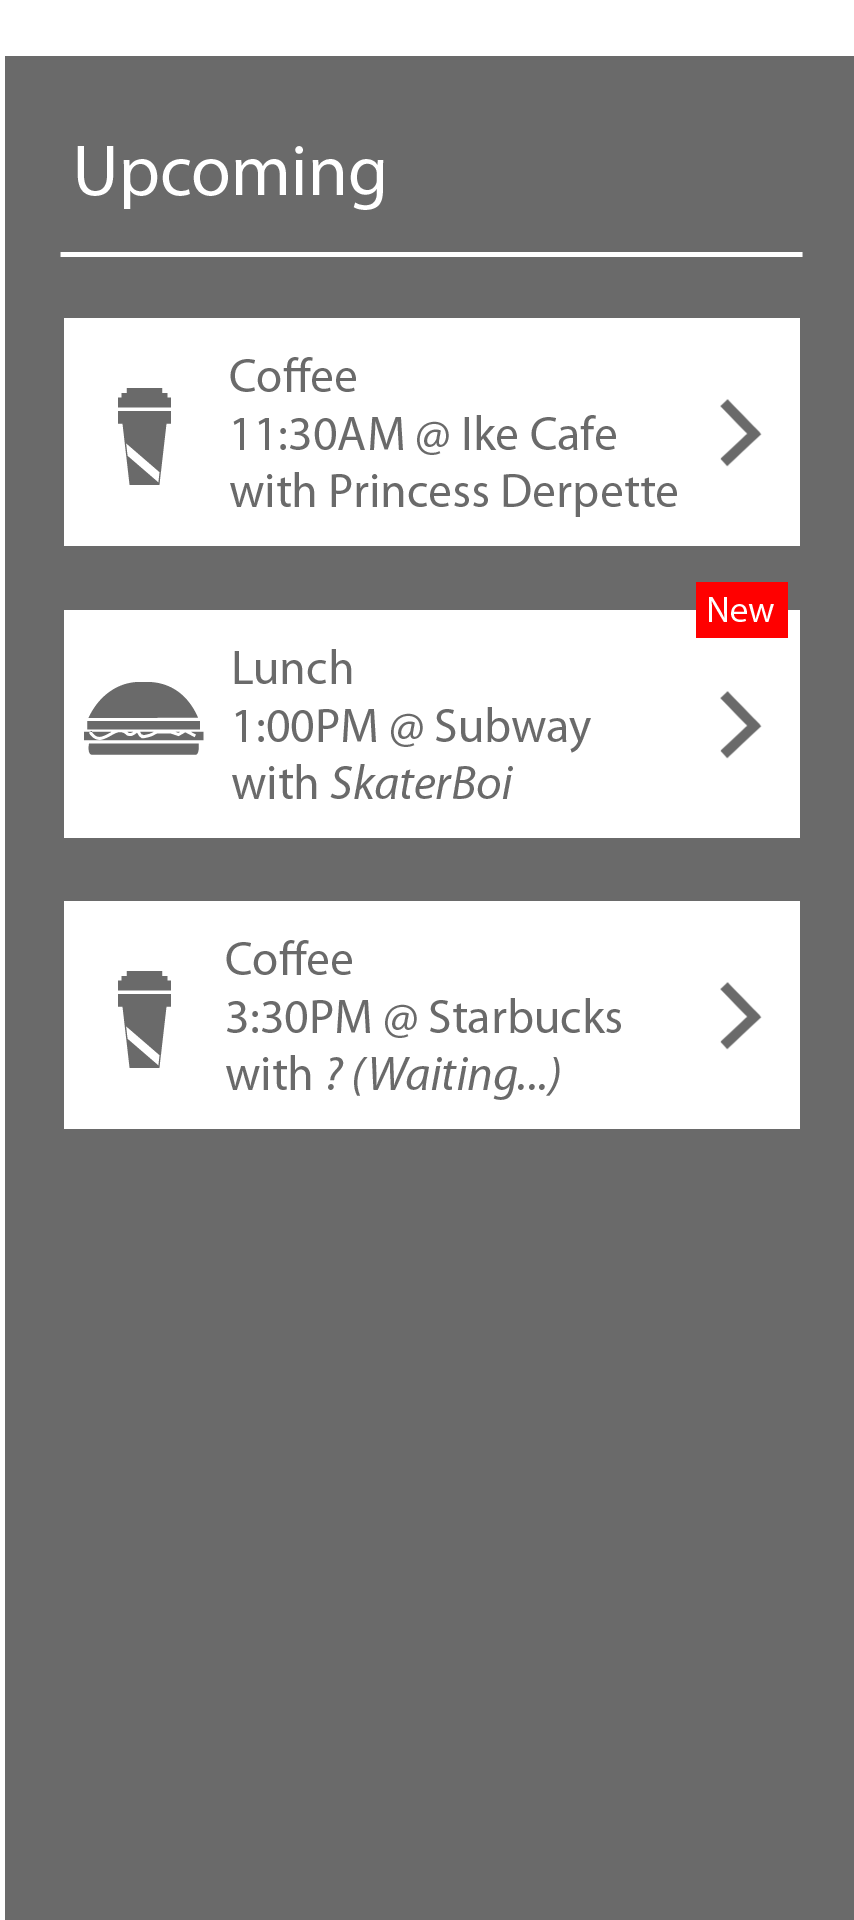 Upcoming
Coffee
11:30AM @ Ike Cafe
with Princess Derpette
New
Lunch
1:00PM @ Subway
with SkaterBoi
Coffee
3:30PM @ Starbucks
with ? (Waiting...)